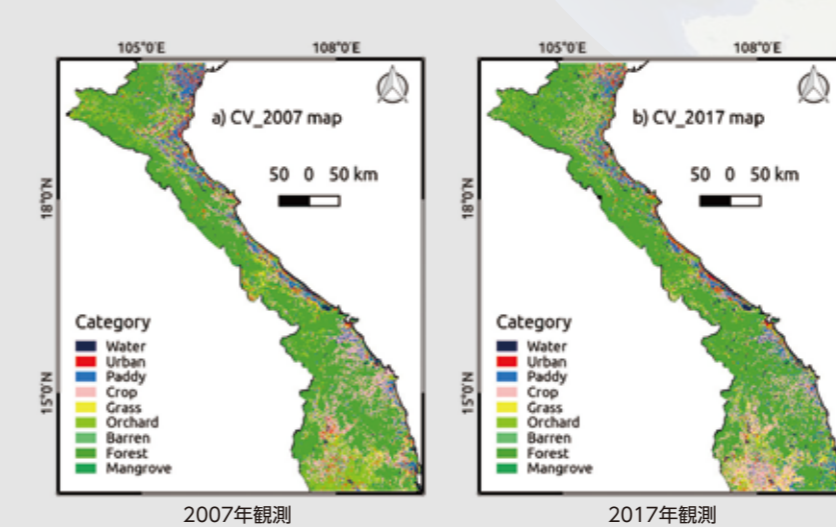 105°0'E 108°0'E
a) CV_2007 map
50 0 50 km
18°0'N
15°0'N
Category
Water
Urban
Paddy
Crop
Grass
Orchard
Barren
Forest
Mangrove
2007年観測
105°0'E 108°0'E
b) CV_2017 map
50 0 50 km
18°0'N
15°0'N
Category
Water
Urban
Paddy
Crop
Grass
Orchard
Barren
Forest
Mangrove
2017年観測